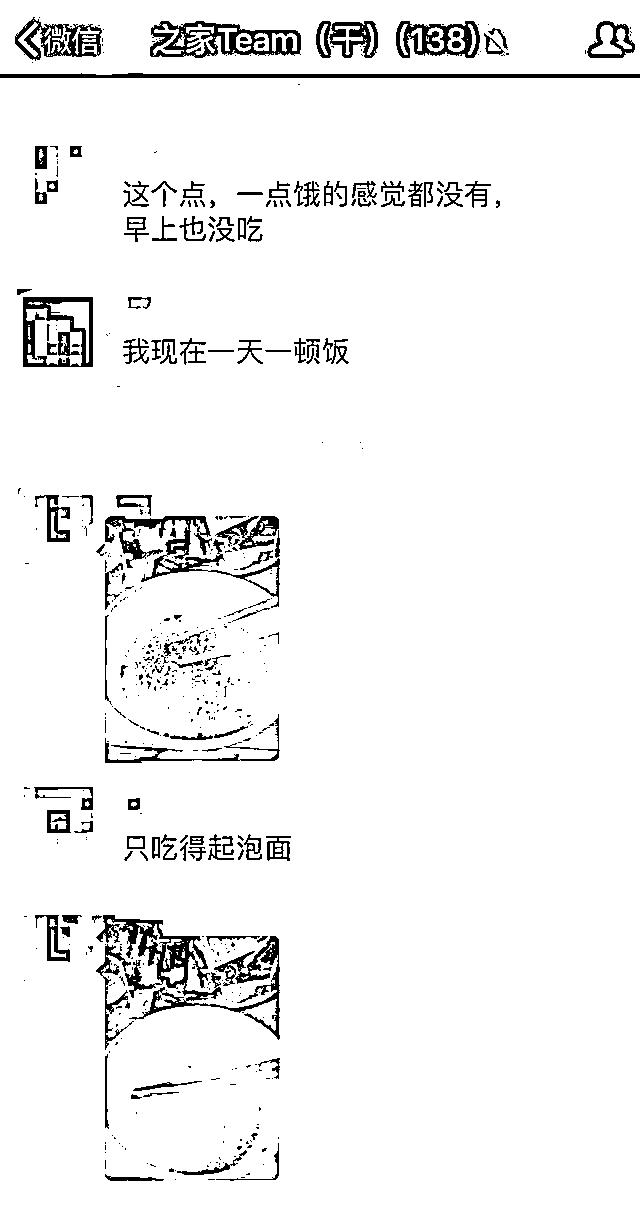 微信 之家Team（干）(138)
这个点，一点饿的感觉都没有，
早上也没吃
我现在一天一顿饭
只吃得起泡面